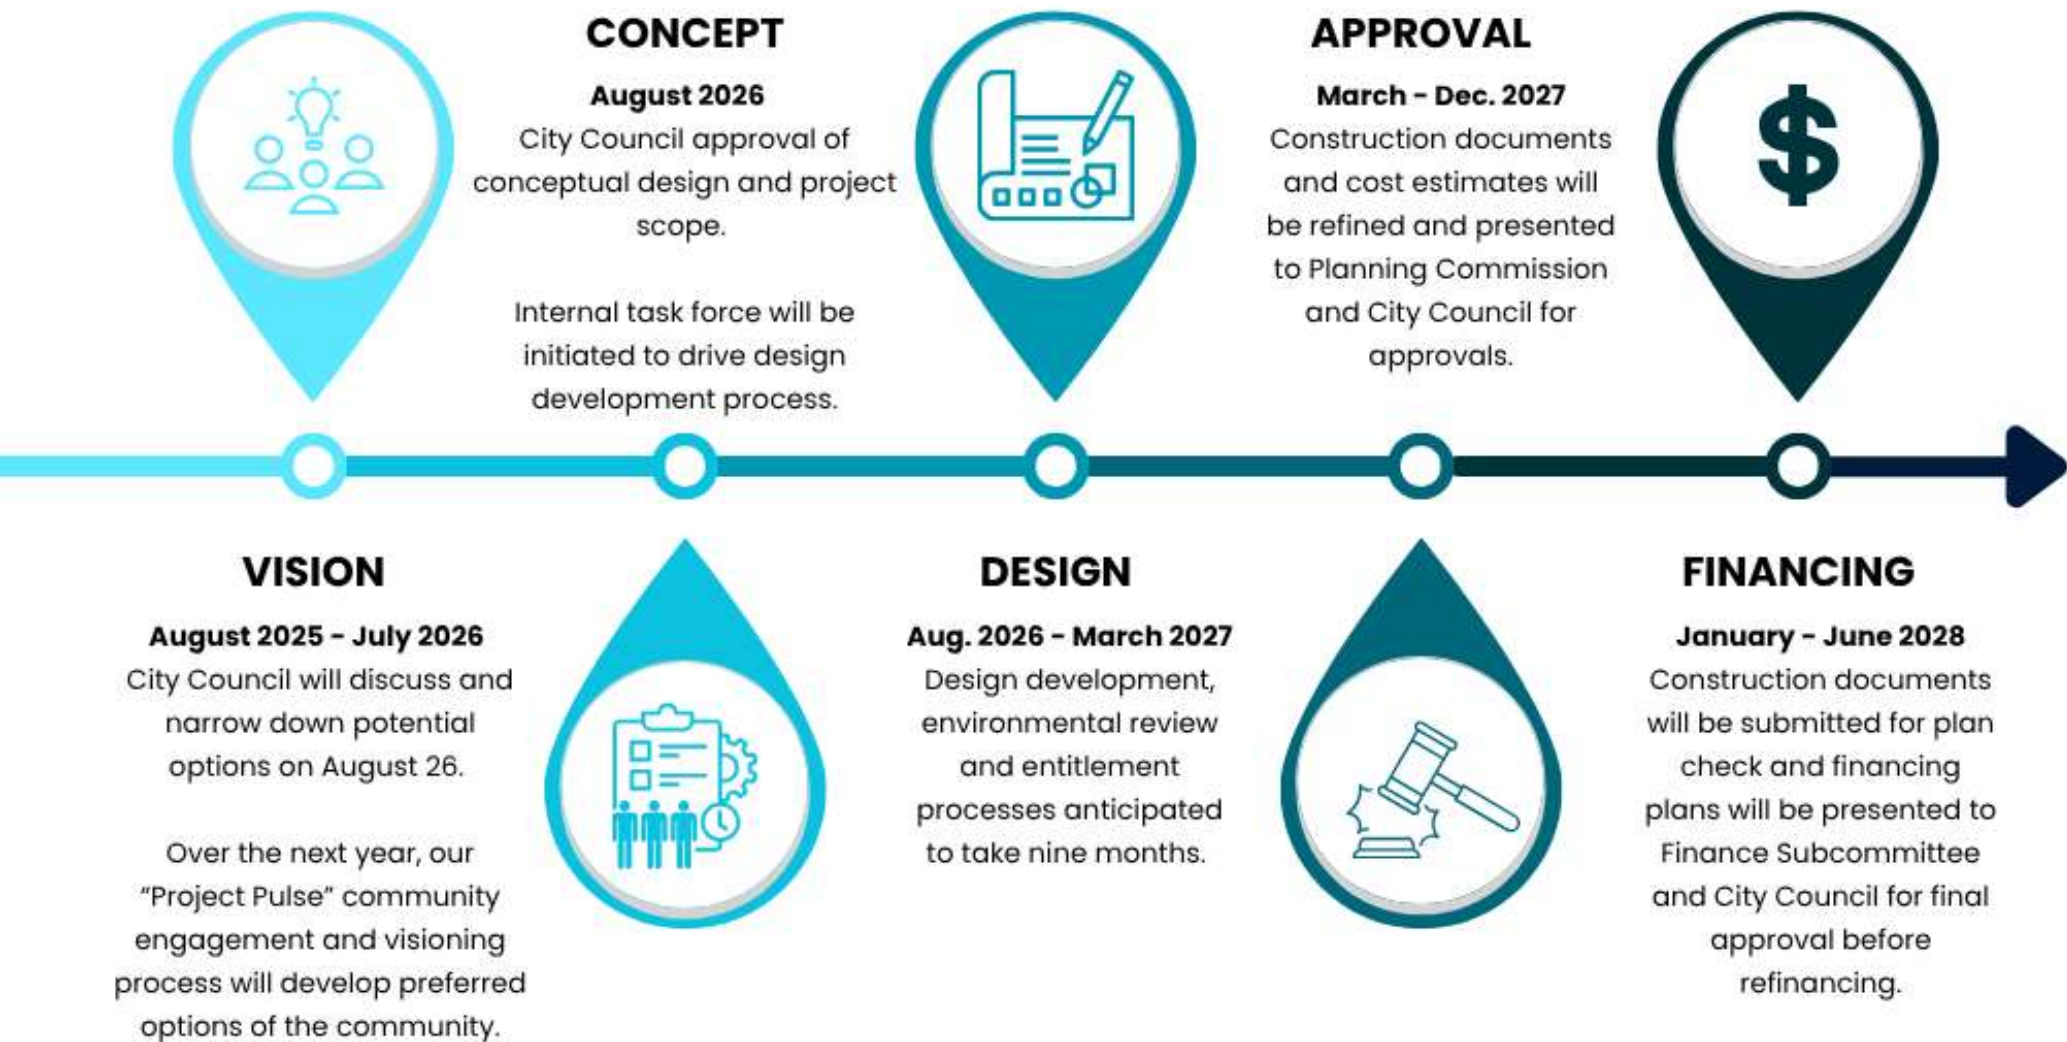 VISION
August 2025 - July 2026
City Council will discuss and
narrow down potential
options on August 26.
Over the next year, our
“Project Pulse” community
engagement and visioning
process will develop preferred
options of the community.
CONCEPT
August 2026
City Council approval of
conceptual design and project
scope.
Internal task force will be
initiated to drive design
development process.
DESIGN
Aug. 2026 - March 2027
Design development,
environmental review
and entitlement
processes anticipated
to take nine months.
APPROVAL
March - Dec. 2027
Construction documents
and cost estimates will
be refined and presented
to Planning Commission
and City Council for
approvals.
$
FINANCING
January - June 2028
Construction documents
will be submitted for plan
check and financing
plans will be presented to
Finance Subcommittee
and City Council for final
approval before
refinancing.